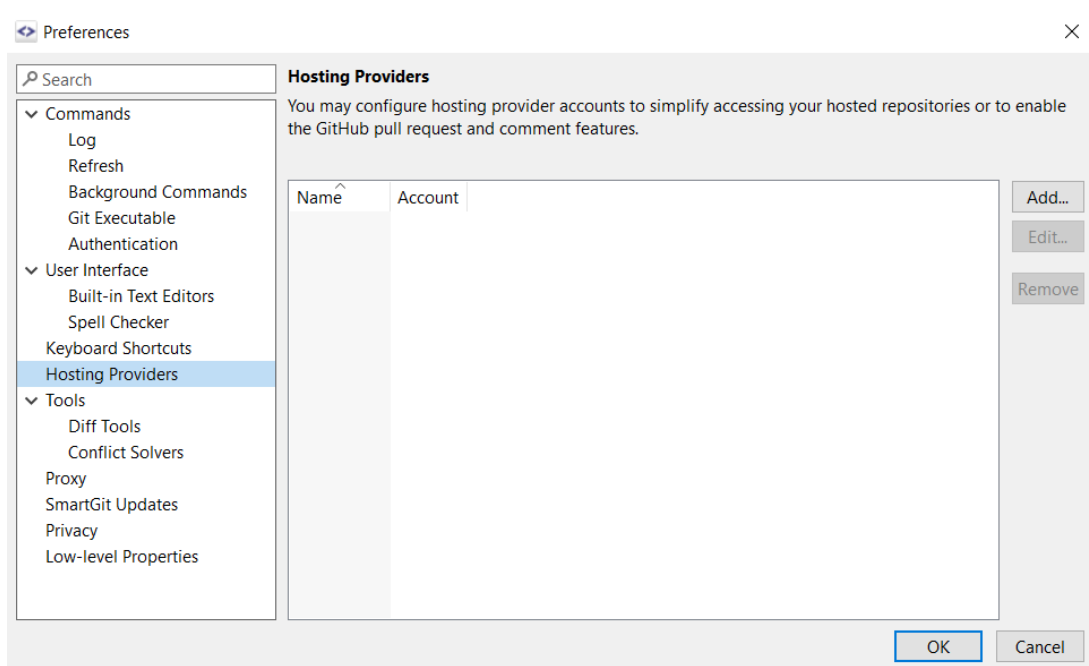 Preferences
Search
Commands
Log
Refresh
Background Commands
Git Executable
Authentication
User Interface
Built-in Text Editors
Spell Checker
Keyboard Shortcuts
Hosting Providers
Tools
Diff Tools
Conflict Solvers
Proxy
SmartGit Updates
Privacy
Low-level Properties
Hosting Providers
You may configure hosting provider accounts to simplify accessing your hosted repositories or to enable
the GitHub pull request and comment features.
Name Account
Add...
Edit...
Remove
OK Cancel